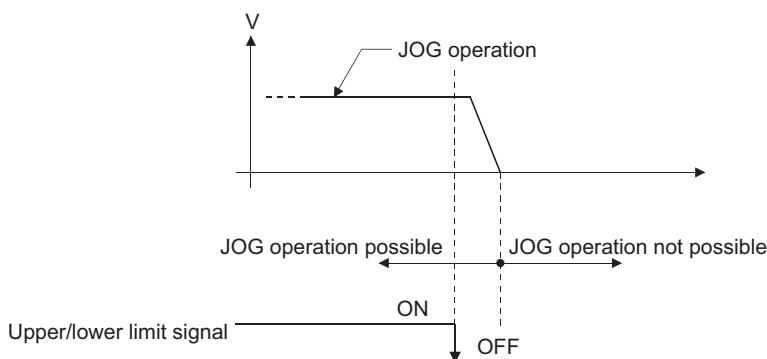 V
JOG operation
JOG operation possible
JOG operation not possible
ON
Upper/lower limit signal
OFF